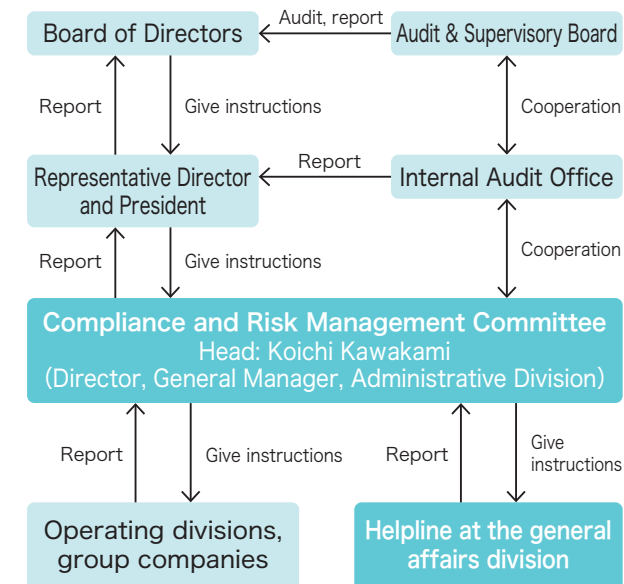 Board of Directors
Audit, report
Audit & Supervisory Board
Report
Give instructions
Cooperation
Representative Director
and President
Report
Internal Audit Office
Report
Give instructions
Cooperation
Compliance and Risk Management Committee
Head: Koichi Kawakami
(Director, General Manager, Administrative Division)
Report
Give instructions
Report
Give
instructions
Operating divisions,
group companies
Helpline at the general
affairs division